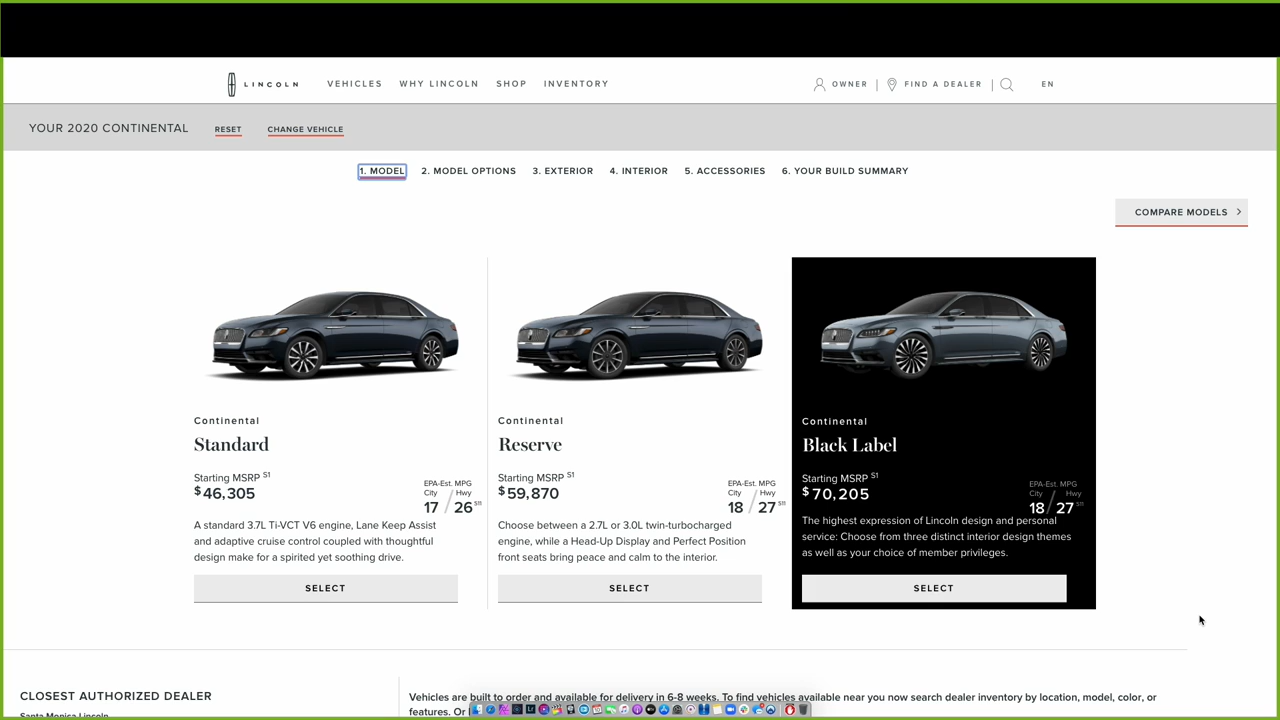 LINCOLN VEHICLES WHY LINCOLN SHOP INVENTORY OWNER FIND A DEALER EN
YOUR 2020 CONTINENTAL RESET CHANGE VEHICLE
1. MODEL 2. MODEL OPTIONS 3. EXTERIOR 4. INTERIOR 5. ACCESSORIES 6. YOUR BUILD SUMMARY
COMPARE MODELS
Continental
Standard
Starting MSRP S1
$46,305
EPA-Est. MPG
City Hwy
17 / 26 S11
A standard 3.7L Ti-VCT V6 engine, Lane Keep Assist
and adaptive cruise control coupled with thoughtful
design make for a spirited yet soothing drive.
SELECT
Continental
Reserve
Starting MSRP S1
$59,870
EPA-Est. MPG
City Hwy
18 / 27 S11
Choose between a 2.7L or 3.0L twin-turbocharged
engine, while a Head-Up Display and Perfect Position
front seats bring peace and calm to the interior.
SELECT
Continental
Black Label
Starting MSRP S1
$70,205
EPA-Est. MPG
City Hwy
18 / 27 S11
The highest expression of Lincoln design and personal
service: Choose from three distinct interior design themes
as well as your choice of member privileges.
SELECT
CLOSEST AUTHORIZED DEALER
Santa Monica Lincoln
Vehicles are built to order and available for delivery in 6-8 weeks. To find vehicles available near you now search dealer inventory by location, model, color, or
features. Or